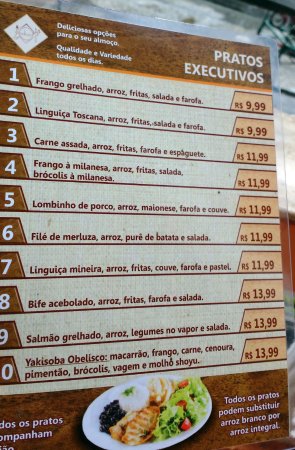 Deliciosas opções
para o seu almoço.
Qualidade e Variedade
todos os dias.
PRATOS
EXECUTIVOS
1 Frango grelhado, arroz, fritas, salada e farofa. R$ 9,99
2 Linguiça Toscana, arroz, fritas, salada e farofa. R$ 9,99
3 Carne assada, arroz, fritas, farofa e espaguete. R$ 11,99
4 Frango à milanesa, arroz, fritas, salada,
brócolis à milanesa. R$ 11,99
5 Lombinho de porco, arroz, maionese, farofa e couve. R$ 11,99
6 Filé de merluza, arroz, purê de batata e salada. R$ 11,99
7 Linguiça mineira, arroz, fritas, couve, farofa e pastel. R$ 11,99
8 Bife acebolado, arroz, fritas, farofa e salada. R$ 13,99
9 Salmão grelhado, arroz, legumes no vapor e salada. R$ 13,99
0 Yakisoba Obelisco: macarrão, frango, carne, cenoura,
pimentão, brócolis, vagem e molho shoyu. R$ 13,99
dos os pratos
ompanham
Todos os pratos
podem substituir
arroz branco por
arroz integral.